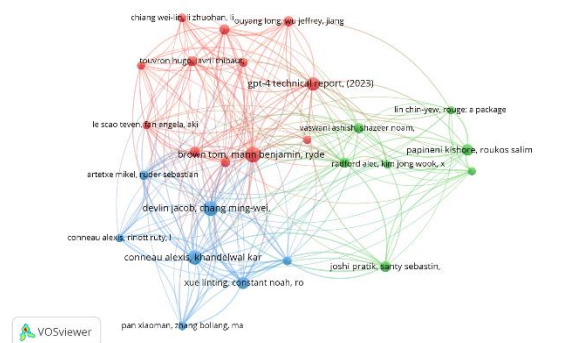 chiang wei-lin, li zhuohan, li
ouyang long, wu jeffrey, jiang
touvron hugo, lavril thibaut,
gpt-4 technical report, (2023)
lin chin-yew, rouge: a package
le scao teven, fan angela, aki
vaswani ashish, shazeer noam,
papineni kishore, roukos salim
brown tom, mann benjamin, ryde
radford alec, kim jong wook, x
artetxe mikel, ruder sebastian
devlin jacob, chang ming-wei,
conneau alexis, rinott ruty, l
conneau alexis, khandelwal kar
joshi pratik, santy sebastin,
xue linting, constant noah, ro
pan xiaoman, zhang boliang, ma
VOSviewer